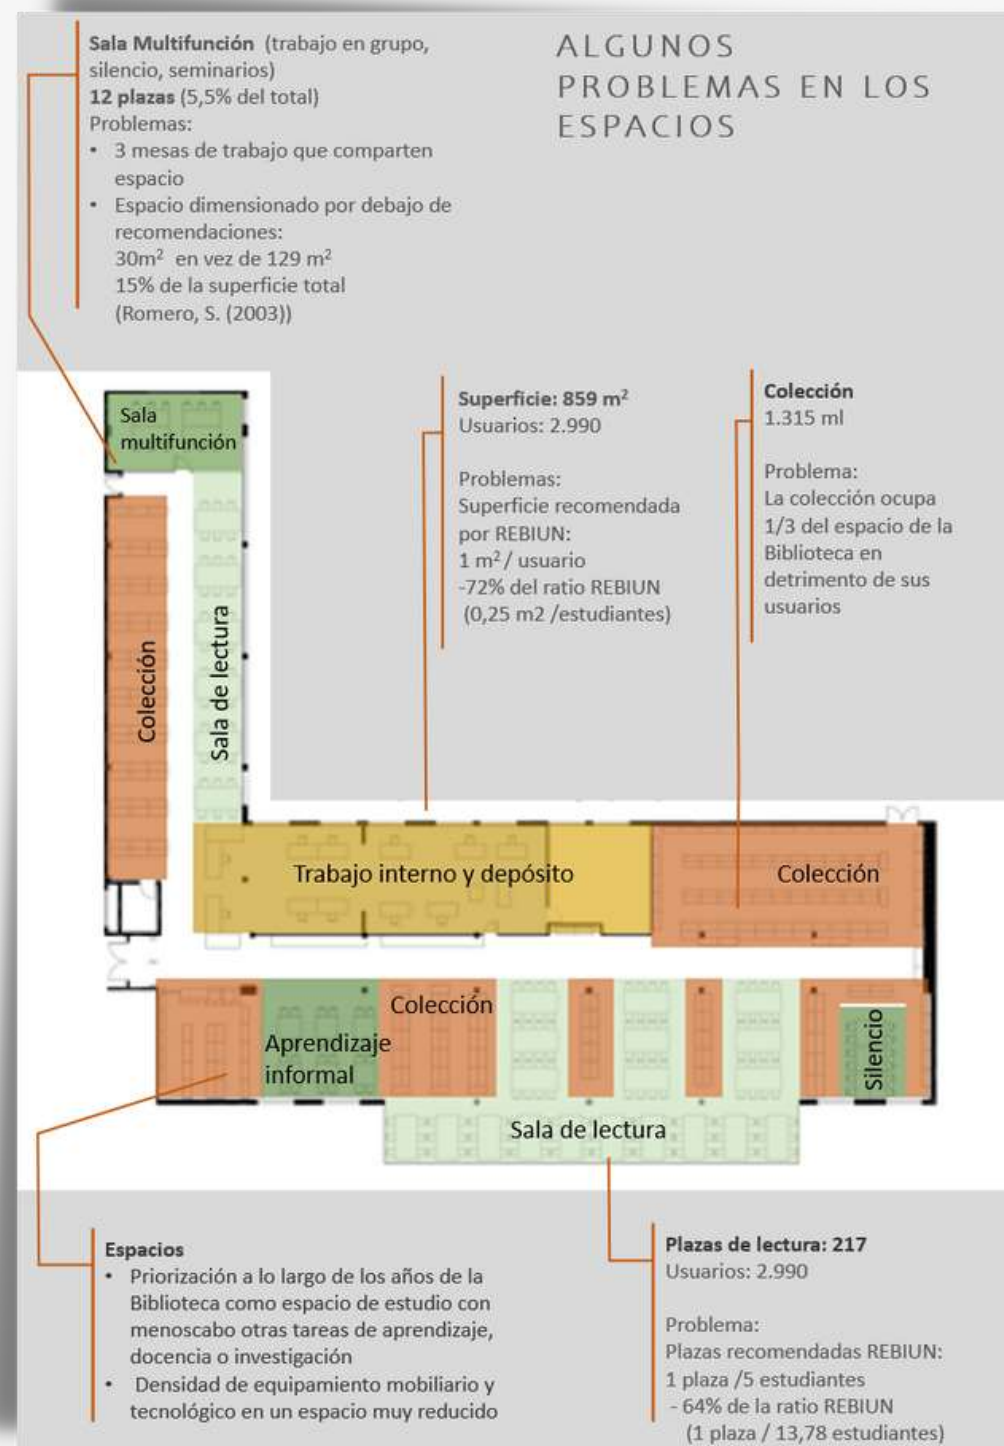 Sala Multifunción (trabajo en grupo,
silencio, seminarios)
12 plazas (5,5% del total)
Problemas:
• 3 mesas de trabajo que comparten
espacio
• Espacio dimensionado por debajo de
recomendaciones:
30m² en vez de 129 m²
15% de la superficie total
(Romero, S. (2003))
ALGUNOS
PROBLEMAS EN LOS
ESPACIOS
Superficie: 859 m²
Usuarios: 2.990
Problemas:
Superficie recomendada
por REBIUN:
1 m² / usuario
-72% del ratio REBIUN
(0,25 m2 /estudiantes)
Colección
1.315 ml
Problema:
La colección ocupa
1/3 del espacio de la
Biblioteca en
detrimento de sus
usuarios
Sala
multifunción
Colección
Sala de lectura
Trabajo interno y depósito
Colección
Colección
Aprendizaje
informal
Silencio
Sala de lectura
Espacios
• Priorización a lo largo de los años de la
Biblioteca como espacio de estudio con
menoscabo otras tareas de aprendizaje,
docencia o investigación
• Densidad de equipamiento mobiliario y
tecnológico en un espacio muy reducido
Plazas de lectura: 217
Usuarios: 2.990
Problema:
Plazas recomendadas REBIUN:
1 plaza /5 estudiantes
- 64% de la ratio REBIUN
(1 plaza / 13,78 estudiantes)